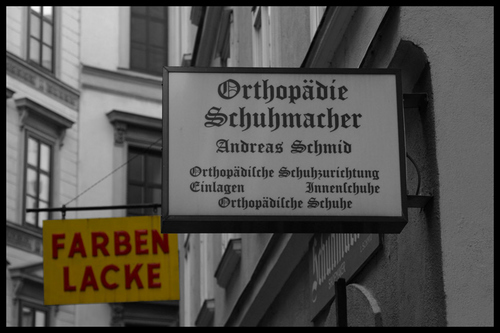 Orthopädie
Schuhmacher
Andreas Schmid
Orthopädische Schuhzurichtung
Einlagen Innenschuhe
Orthopädische Schuhe
FARBEN
LACKE